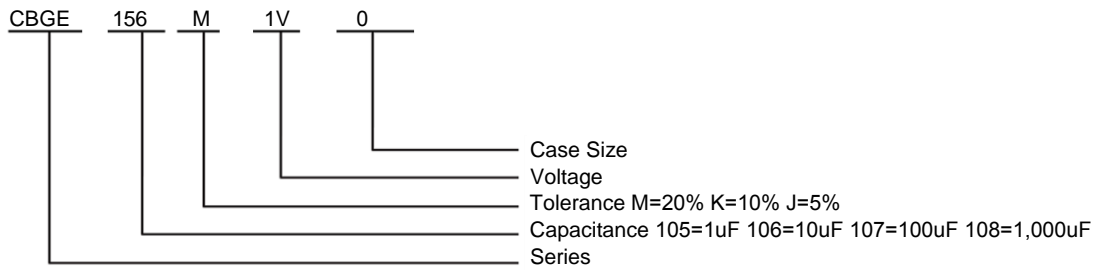 CBGE 156 M 1V 0
Case Size
Voltage
Tolerance M=20% K=10% J=5%
Capacitance 105=1uF 106=10uF 107=100uF 108=1,000uF
Series